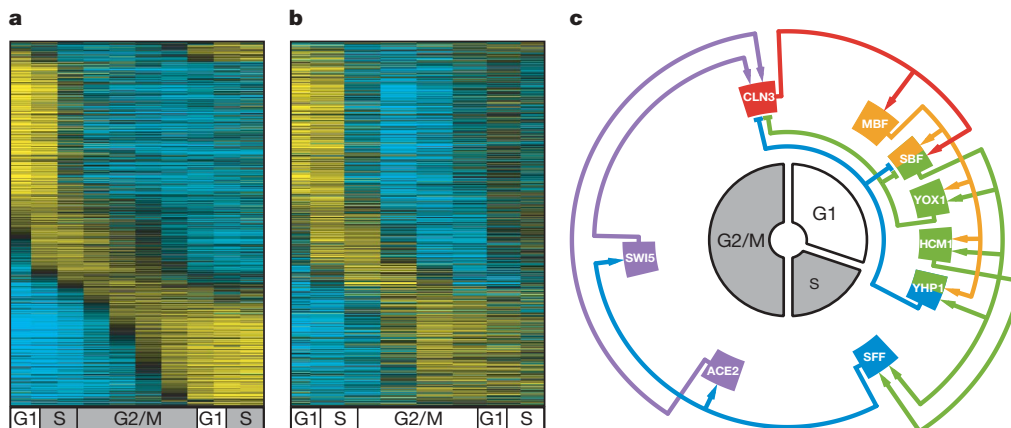 a
b
c
G1 S G2/M G1 S
G1 S G2/M G1 S
CLN3
MBF
SBF
YOX1
HCM1
YHP1
SFF
ACE2
SWI5
G1
S
G2/M